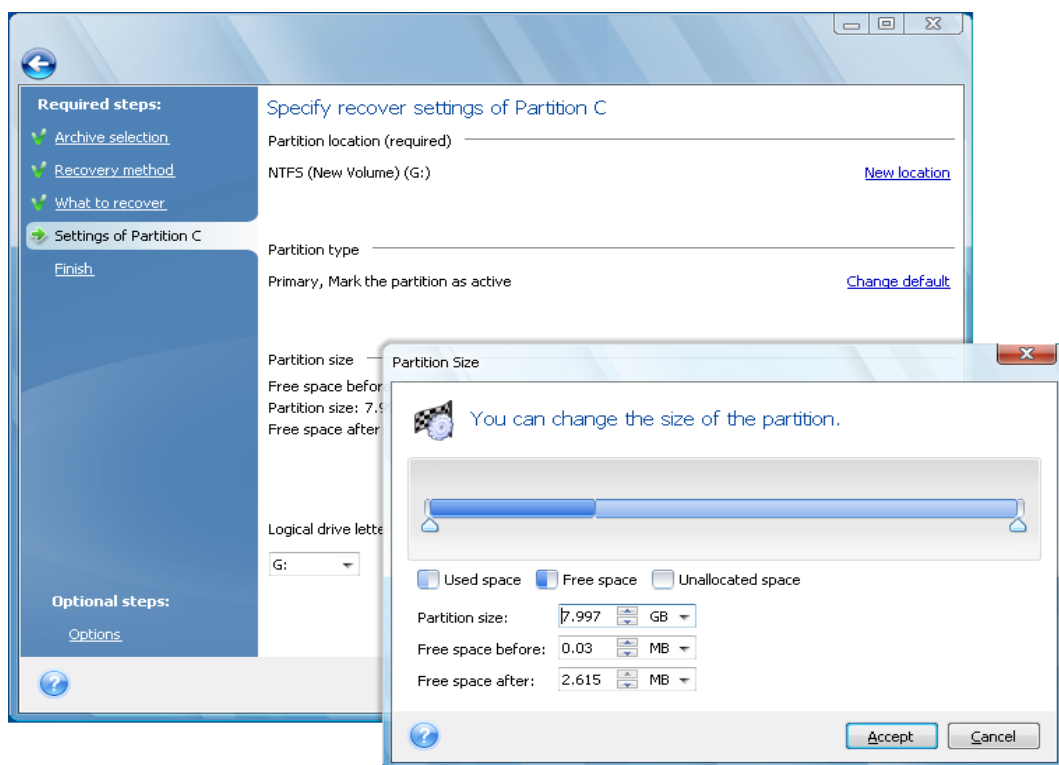 Required steps:
Archive selection
Recovery method
What to recover
Settings of Partition C
Finish
Optional steps:
Options
Specify recover settings of Partition C
Partition location (required)
NTFS (New Volume) (G:)
New location
Partition type
Primary, Mark the partition as active
Change default
Partition size
Free space befor
Partition size: 7.9
Free space after
Logical drive lette
G:
Partition Size
You can change the size of the partition.
Used space Free space Unallocated space
Partition size: 7.997 GB
Free space before: 0.03 MB
Free space after: 2.615 MB
Accept Cancel